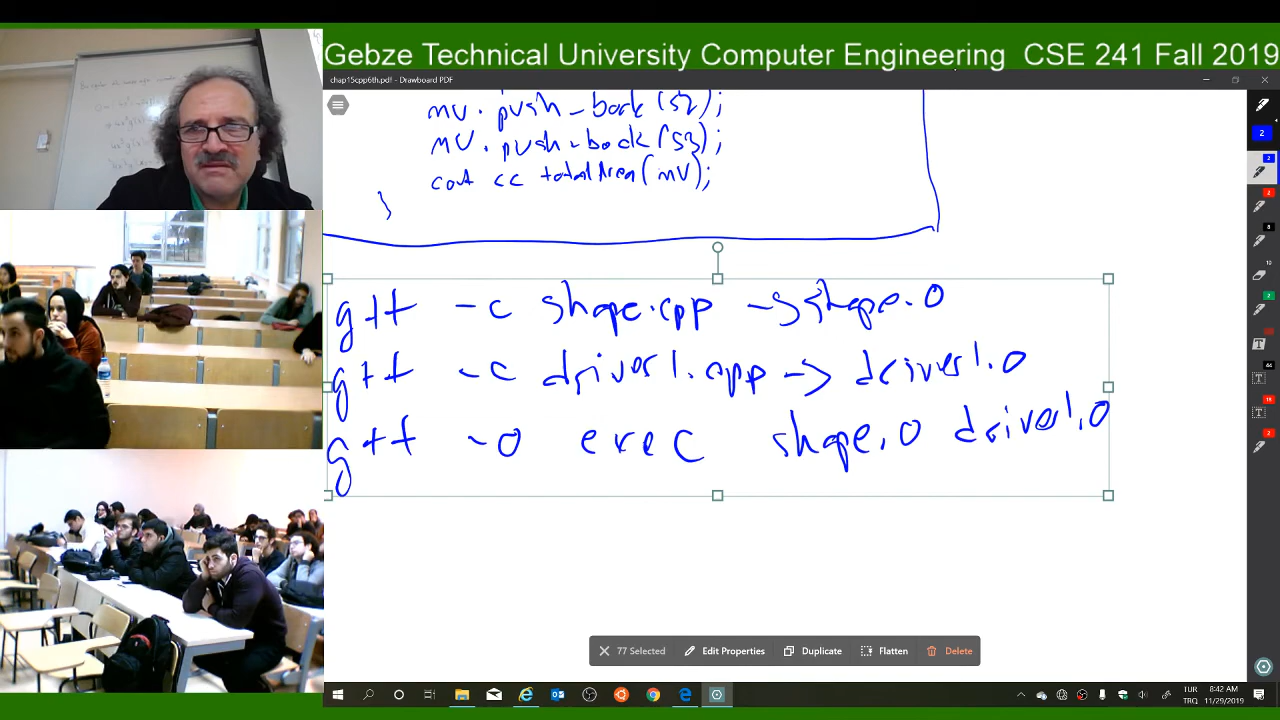 Gebze Technical University Computer Engineering CSE 241 Fall 2019
chap15cpp6th.pdf - Drawboard PDF
mv. push_back(s2);
mv. push_back(s3);
cout << totalArea(mv);
}
g++ -c shape.cpp -> shape.o
g++ -c driver1.cpp -> driver1.o
g++ -o exec shape.o driver1.o
77 Selected Edit Properties Duplicate Flatten Delete
TUR 8:42 AM
TRQ 11/29/2019